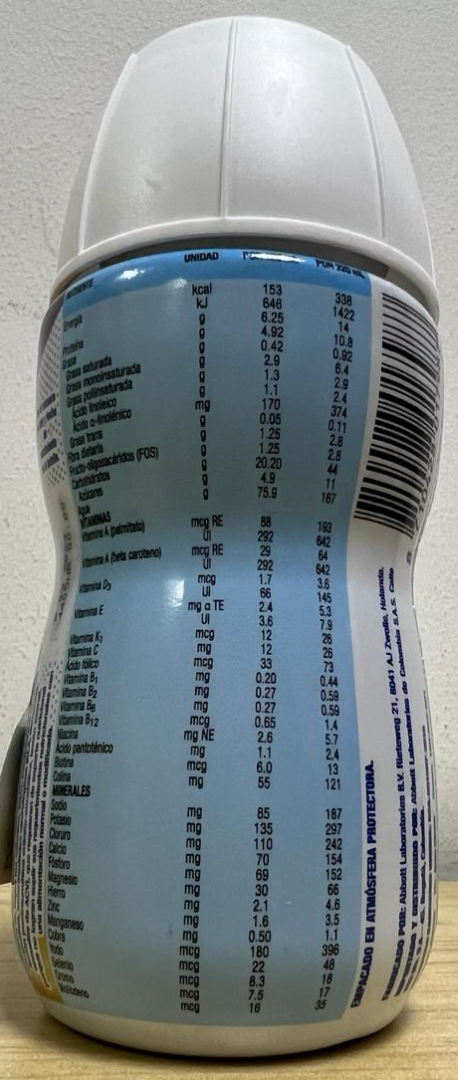 UNIDAD POR 220 mL
Energía kcal 153 338
kJ 646 1422
Proteína g 6.25 14
Grasa g 4.92 10.8
Grasa saturada g 0.42 0.92
Grasa monoinsaturada g 2.9 6.4
Grasa poliinsaturada g 1.3 2.9
Ácido linoleico g 1.1 2.4
Ácido α-linolénico mg 170 374
Grasa trans g 0.05 0.11
Fibra dietaria g 1.25 2.8
Fructo-oligosacáridos (FOS) g 1.25 2.8
Carbohidratos g 20.20 44
Azúcares g 4.9 11
Agua g 75.9 167
VITAMINAS
Vitamina A (palmitato) mcg RE 88 193
UI 292 642
Vitamina A (beta caroteno) mcg RE 29 64
UI 292 642
Vitamina D3 mcg 1.7 3.6
UI 66 145
Vitamina E mg α TE 2.4 5.3
UI 3.6 7.9
Vitamina K1 mcg 12 26
Vitamina C mg 12 26
Ácido fólico mcg 33 73
Vitamina B1 mg 0.20 0.44
Vitamina B2 mg 0.27 0.59
Vitamina B6 mg 0.27 0.59
Vitamina B12 mcg 0.65 1.4
Niacina mg NE 2.6 5.7
Ácido pantoténico mg 1.1 2.4
Biotina mcg 6.0 13
Colina mg 55 121
MINERALES
Sodio mg 85 187
Potasio mg 135 297
Cloruro mg 110 242
Calcio mg 70 154
Fósforo mg 69 152
Magnesio mg 30 66
Hierro mg 2.1 4.6
Zinc mg 1.6 3.5
Manganeso mg 0.50 1.1
Cobre mcg 180 396
Yodo mcg 22 48
Selenio mcg 8.3 18
Cromo mcg 7.5 17
Molibdeno mcg 16 35
EMPACADO EN ATMÓSFERA PROTECTORA.
FABRICADO POR: Abbott Laboratories B.V. Rieteweg 21, 8041 AJ Zwolle, Holanda.
Y DISTRIBUIDO POR: Abbott Laboratories de Colombia S.A.S. Calle